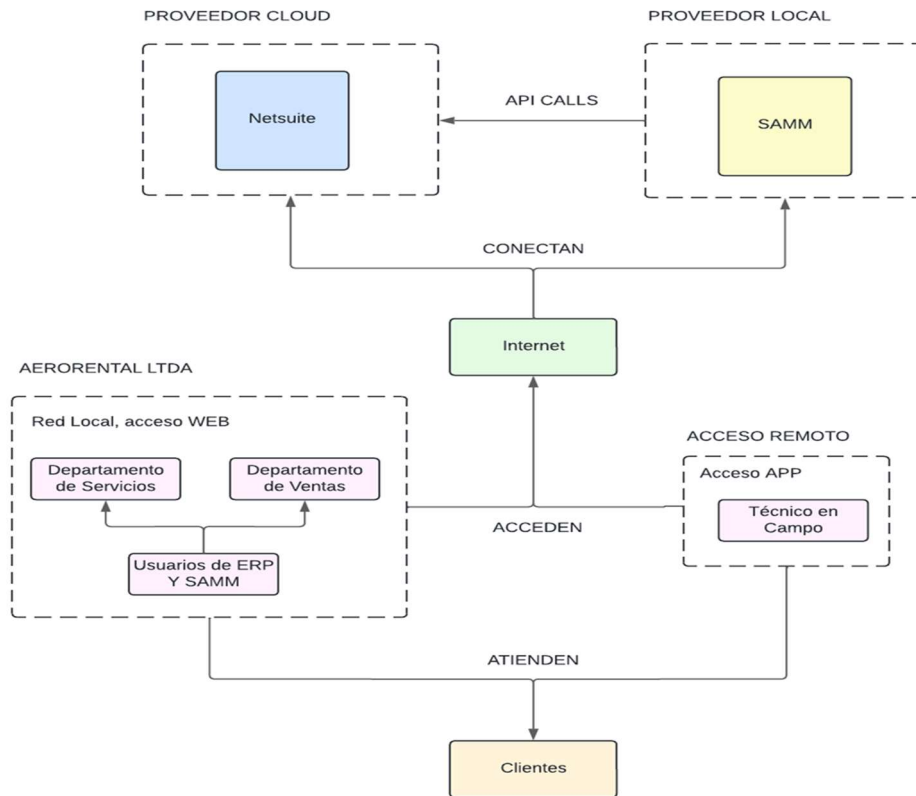 PROVEEDOR CLOUD
PROVEEDOR LOCAL
Netsuite
API CALLS
SAMM
CONECTAN
Internet
AERORENTAL LTDA
Red Local, acceso WEB
Departamento
de Servicios
Departamento
de Ventas
Usuarios de ERP
Y SAMM
ACCEDEN
ACCESO REMOTO
Acceso APP
Técnico en
Campo
ATIENDEN
Clientes